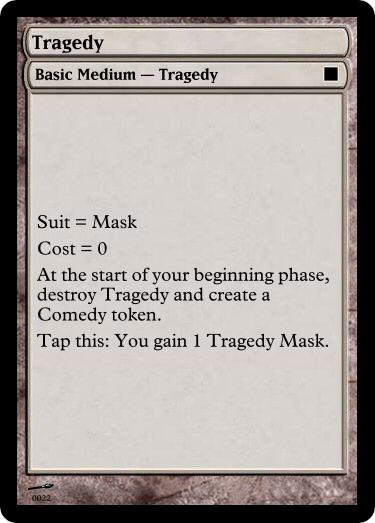 Tragedy
Basic Medium — Tragedy
Suit = Mask
Cost = 0
At the start of your beginning phase,
destroy Tragedy and create a
Comedy token.
Tap this: You gain 1 Tragedy Mask.
0022